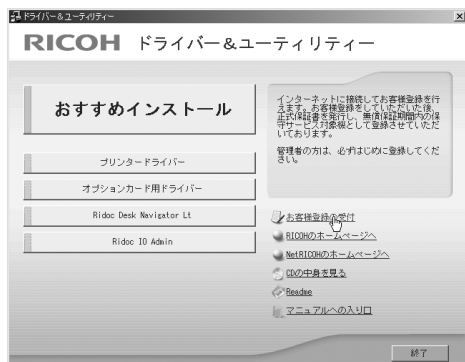 ドライバー&ユーティリティー
RICOH ドライバー&ユーティリティー
おすすめインストール
プリンタードライバー
オプションカード用ドライバー
Ridoc Desk Navigator Lt
Ridoc IO Admin
インターネットに接続してお客様登録を行
えます。お客様登録をしていただいた後、
正式保証書を発行し、無償保証期間内の保
守サービス対象機として登録させていただ
いております。
管理者の方は、必ずはじめに登録してくだ
さい。
お客様登録の受付
RICOHのホームページへ
NetRICOHのホームページへ
CDの中身を見る
Readme
マニュアルへの入り口
終了